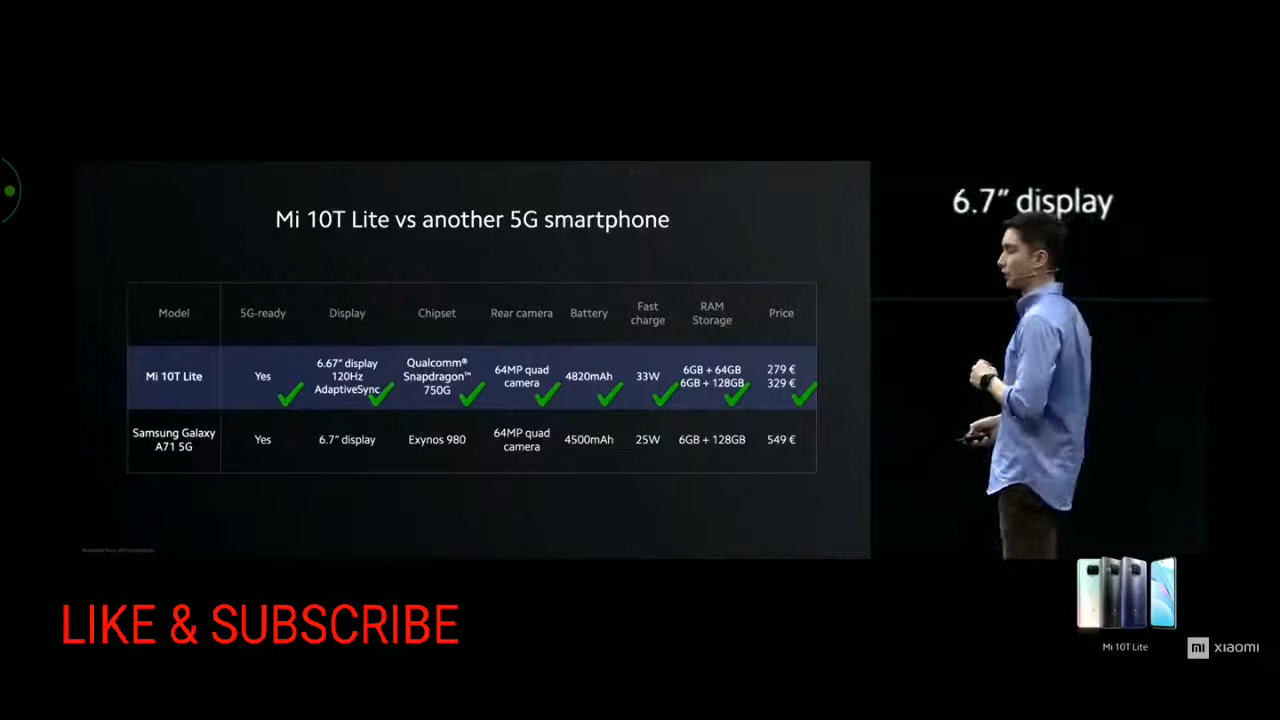 6.7” display
Mi 10T Lite vs another 5G smartphone
Model 5G-ready Display Chipset Rear camera Battery Fast charge RAM Storage Price
Mi 10T Lite Yes 6.67” display 120Hz AdaptiveSync Qualcomm® Snapdragon™ 750G 64MP quad camera 4820mAh 33W 6GB + 64GB 6GB + 128GB 279 € 329 €
Samsung Galaxy A71 5G Yes 6.7” display Exynos 980 64MP quad camera 4500mAh 25W 6GB + 128GB 549 €
LIKE & SUBSCRIBE
Mi 10T Lite
mi xiaomi